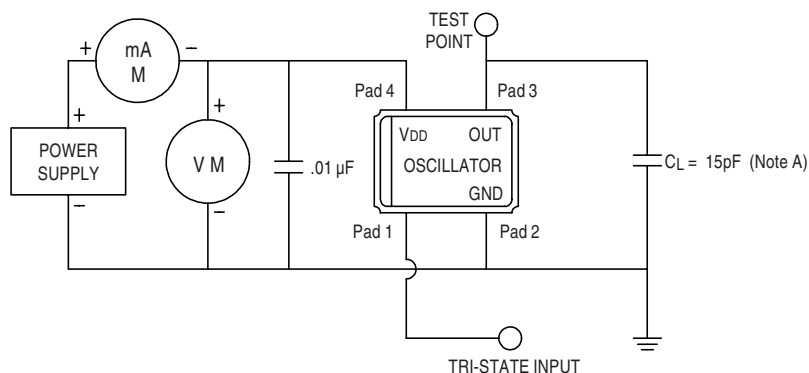 TEST
POINT
+
mA
M
−
Pad 4
Pad 3
+
POWER
SUPPLY
−
+
V M
−
.01 µF
VDD
OUT
OSCILLATOR
GND
CL = 15pF (Note A)
Pad 1
Pad 2
TRI-STATE INPUT